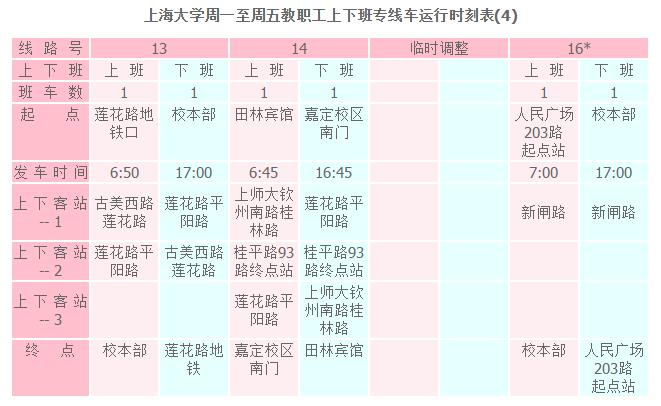 上海大学周一至周五教职工上下班专线车运行时刻表(4)
线路号 13 14 临时调整 16*
上下班 上班 下班 上班 下班 上班 下班
班车数 1 1 1 1 1 1
起点 莲花路地铁口 校本部 田林宾馆 嘉定校区南门 人民广场203路起点站 校本部
发车时间 6:50 17:00 6:45 16:45 7:00 17:00
上下客站--1 古美西路莲花路 莲花路平阳路 上师大钦州南路桂林路 莲花路平阳路 新闸路 新闸路
上下客站--2 莲花路平阳路 古美西路莲花路 桂平路93路终点站 桂平路93路终点站
上下客站--3 莲花路平阳路 上师大钦州南路桂林路
终点 校本部 莲花路地铁 嘉定校区南门 田林宾馆 校本部 人民广场203路起点站